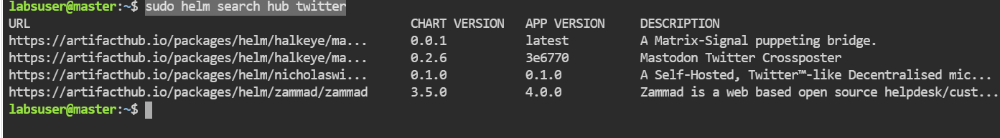 labsuser@master:~$ sudo helm search hub twitter
URL CHART VERSION APP VERSION DESCRIPTION
https://artifacthub.io/packages/helm/halkeye/ma... 0.0.1 latest A Matrix-Signal puppeting bridge.
https://artifacthub.io/packages/helm/halkeye/ma... 0.2.6 3e6770 Mastodon Twitter Crossposter
https://artifacthub.io/packages/helm/nicholaswi... 0.1.0 0.1.0 A Self-Hosted, Twitter™-like Decentralised mic...
https://artifacthub.io/packages/helm/zammad/zammad 3.5.0 4.0.0 Zammad is a web based open source helpdesk/cust...
labsuser@master:~$